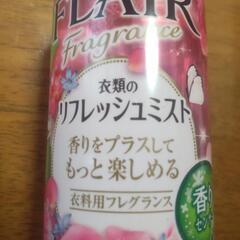 FLAIR
Fragrance
衣類の
リフレッシュミスト
香りをプラスして
もっと楽しめる
衣料用フレグランス
香り
セン